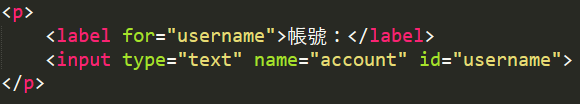 <p>
<label for="username">帳號：</label>
<input type="text" name="account" id="username">
</p>